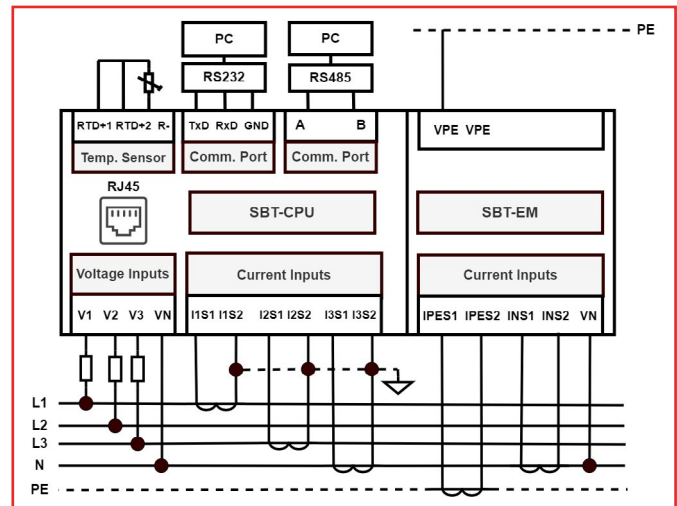 PC PC PE
RS232 RS485
RTD+1 RTD+2 R- TxD RxD GND A B VPE VPE
Temp. Sensor Comm. Port Comm. Port
RJ45
SBT-CPU SBT-EM
Voltage Inputs Current Inputs Current Inputs
V1 V2 V3 VN I1S1 I1S2 I2S1 I2S2 I3S1 I3S2 IPES1 IPES2 INS1 INS2 VN
L1
L2
L3
N
PE